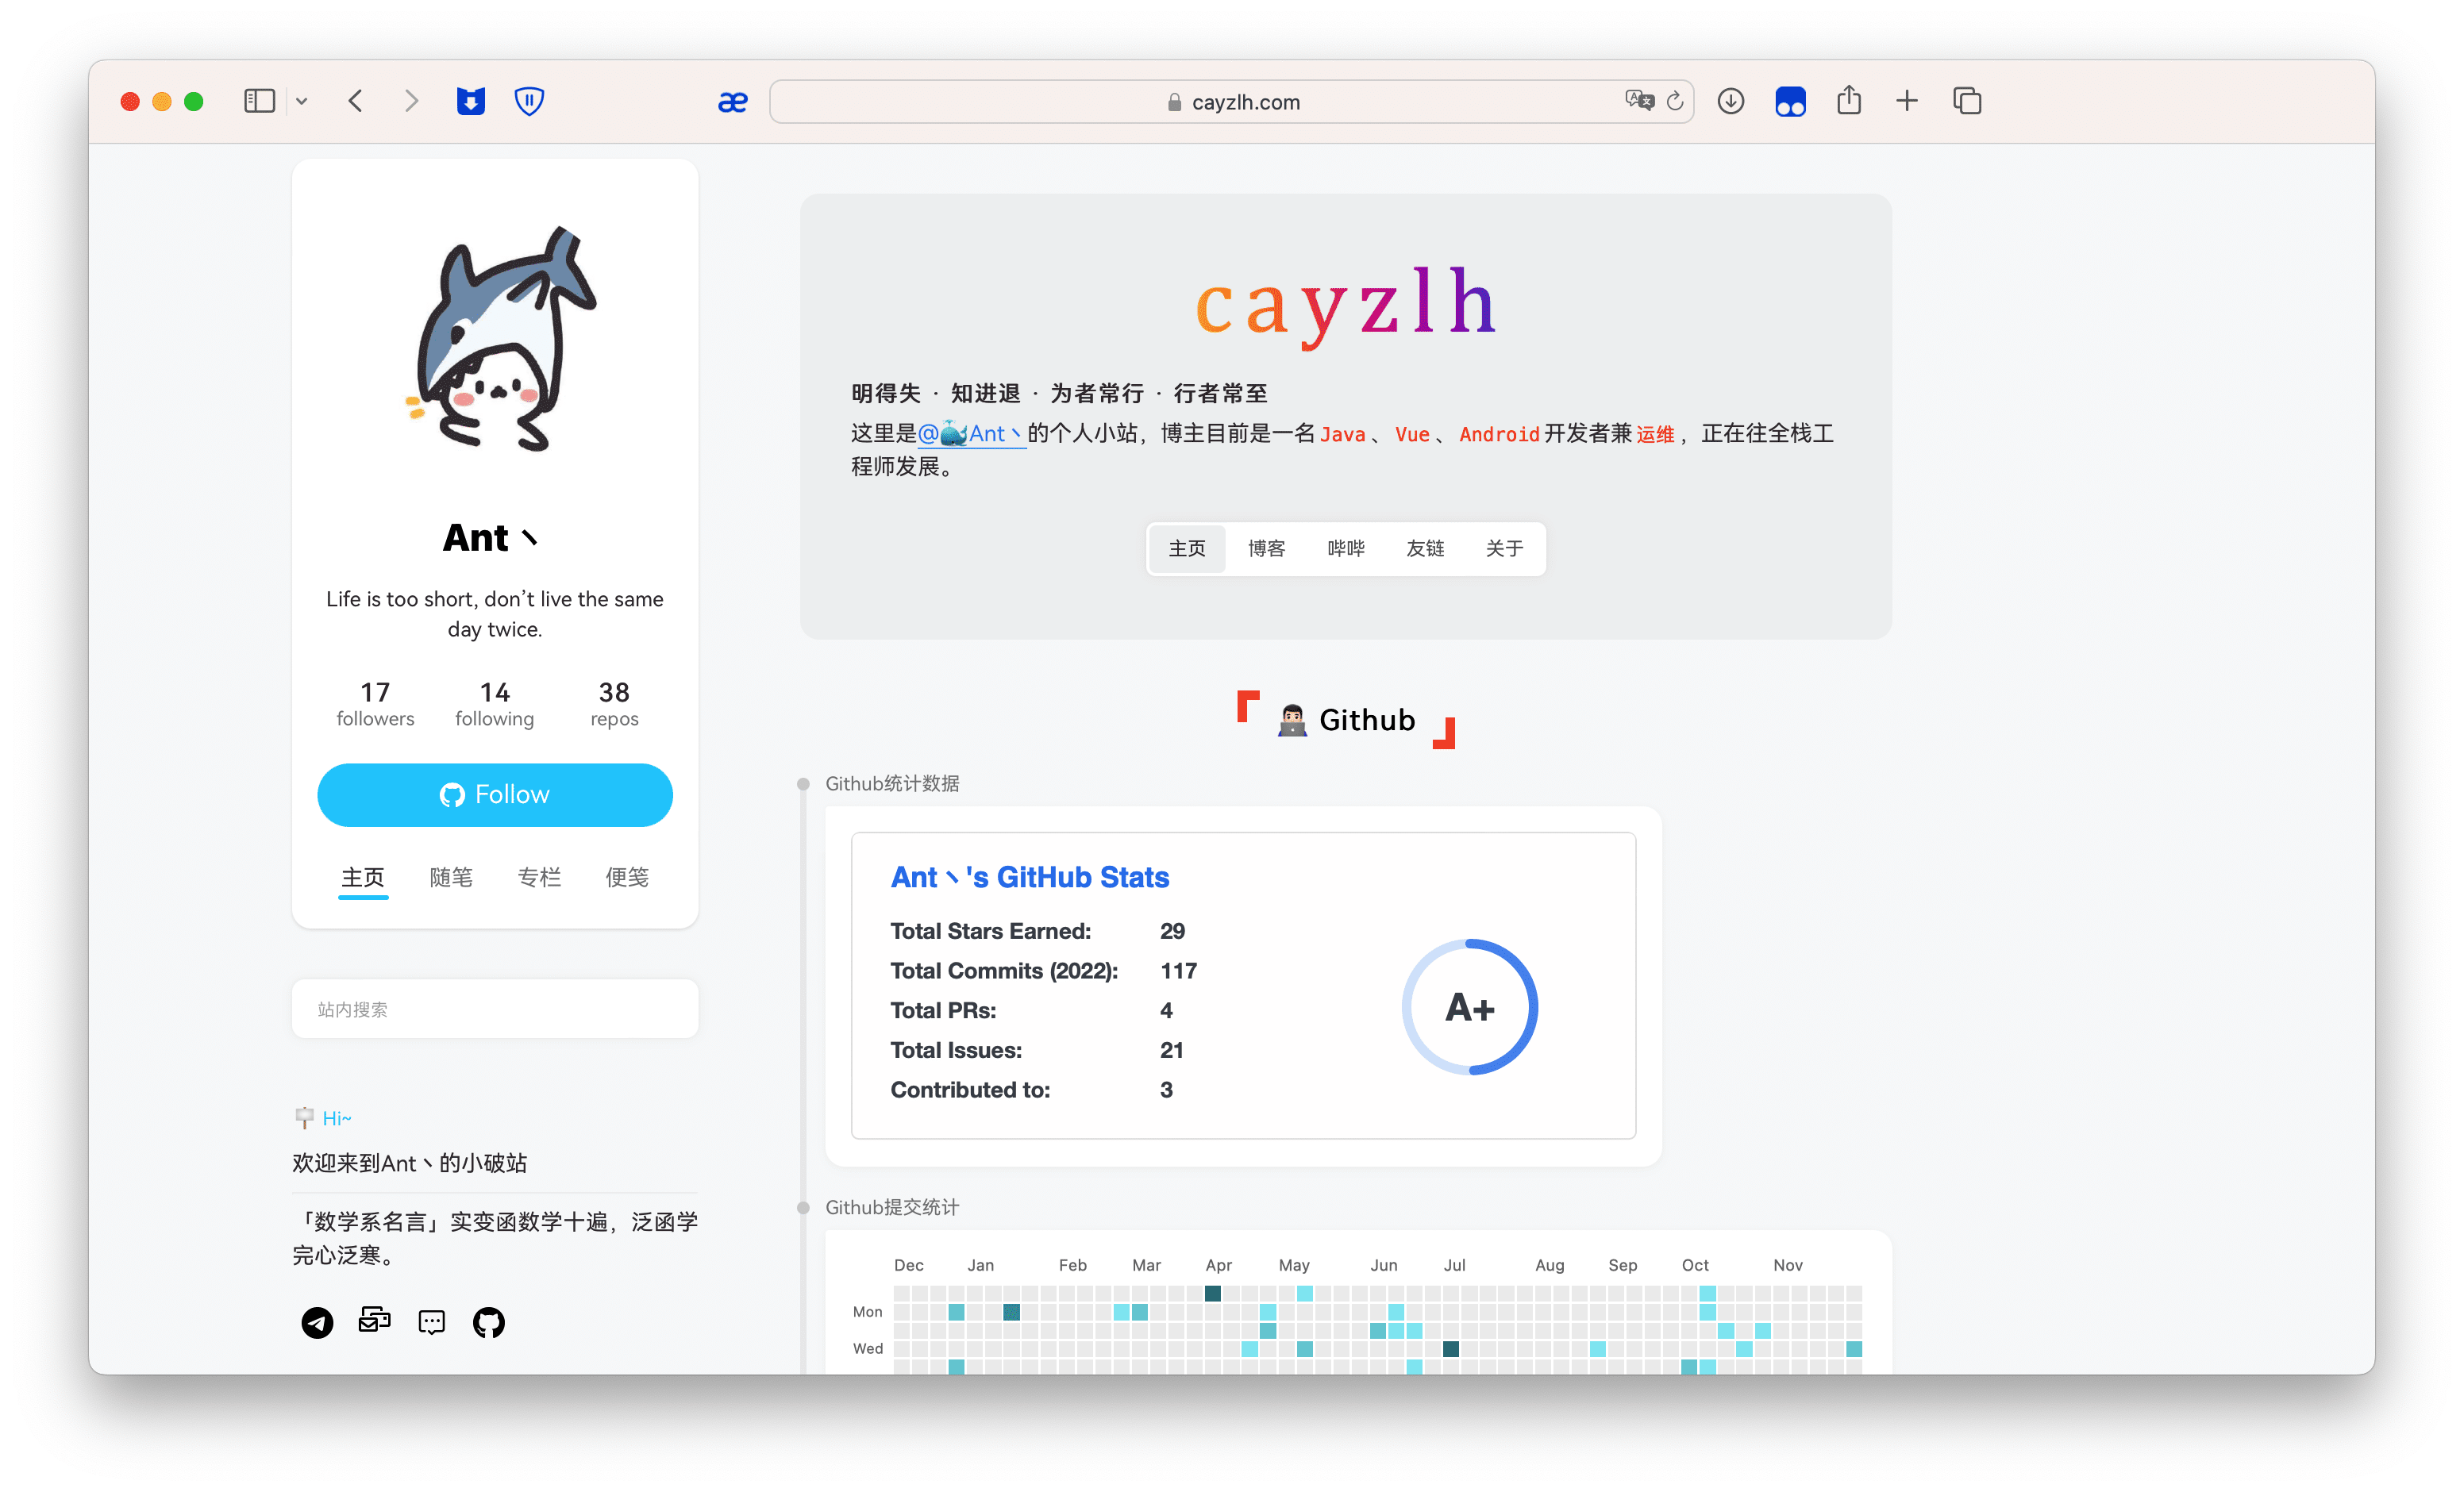 æ
cayzlh.com
Ant丶
Life is too short, don’t live the same
day twice.
17 14 38
followers following repos
Follow
主页 随笔 专栏 便笺
站内搜索
Hi~
欢迎来到Ant丶的小破站
「数学系名言」实变函数学十遍，泛函学
完心泛寒。
cayzlh
明得失 · 知进退 · 为者常行 · 行者常至
这里是@🐳Ant丶的个人小站，博主目前是一名Java、Vue、Android开发者兼运维，正在往全栈工
程师发展。
主页 博客 哔哔 友链 关于
Github
Github统计数据
Ant丶's GitHub Stats
Total Stars Earned: 29
Total Commits (2022): 117
Total PRs: 4
Total Issues: 21
Contributed to: 3
A+
Github提交统计
Dec Jan Feb Mar Apr May Jun Jul Aug Sep Oct Nov
Mon
Wed